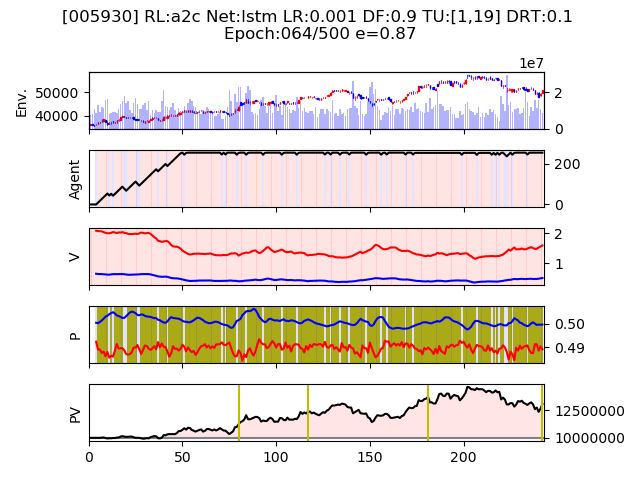 [005930] RL:a2c Net:lstm LR:0.001 DF:0.9 TU:[1,19] DRT:0.1
Epoch:064/500 e=0.87
1e7
Env.
50000
40000
2
0
Agent
200
0
V
2
1
P
0.50
0.49
PV
12500000
10000000
0 50 100 150 200